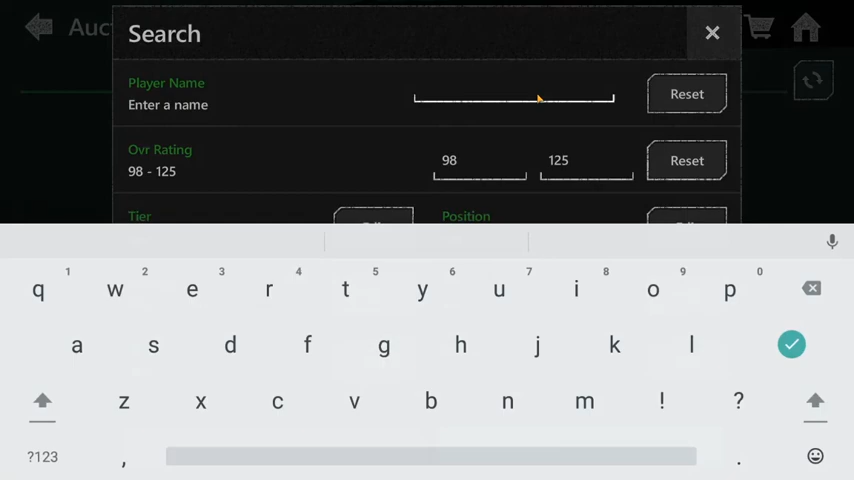 Auc
Search
Player Name
Enter a name
Reset
Ovr Rating
98 - 125
98
125
Reset
Tier
Position
1 2 3 4 5 6 7 8 9 0
q w e r t y u i o p
a s d f g h j k l
z x c v b n m ! ?
?123 , .